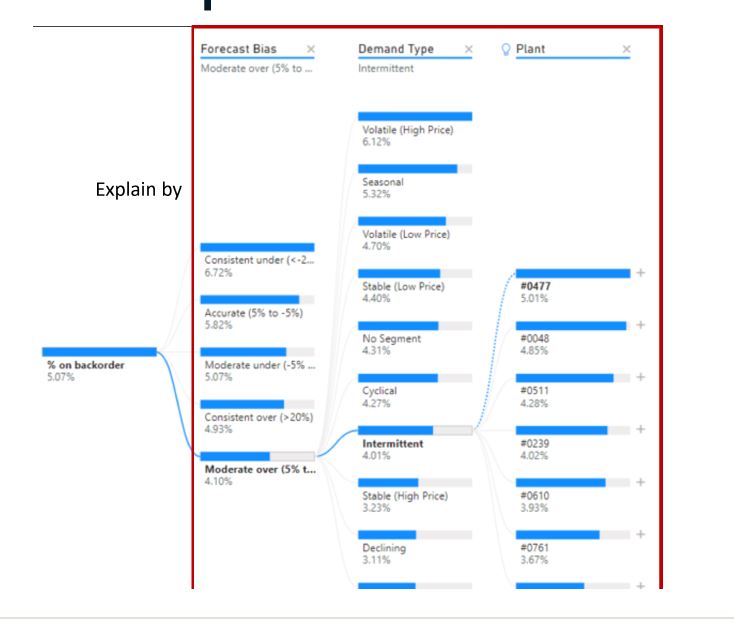 Forecast Bias ×
Moderate over (5% to ...
Demand Type ×
Intermittent
Plant ×
Explain by
% on backorder
5.07%
Consistent under (<-2...
6.72%
Accurate (5% to -5%)
5.82%
Moderate under (-5% ...
5.07%
Consistent over (>20%)
4.93%
Moderate over (5% t...
4.10%
Volatile (High Price)
6.12%
Seasonal
5.32%
Volatile (Low Price)
4.70%
Stable (Low Price)
4.40%
No Segment
4.31%
Cyclical
4.27%
Intermittent
4.01%
Stable (High Price)
3.23%
Declining
3.11%
#0477
5.01%
#0048
4.85%
#0511
4.28%
#0239
4.02%
#0610
3.93%
#0761
3.67%